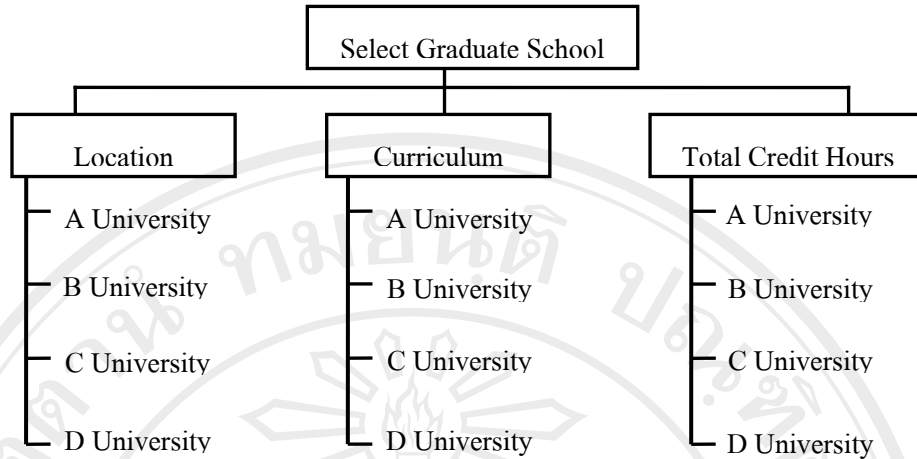 Select Graduate School
Location
Curriculum
Total Credit Hours
A University
B University
C University
D University
A University
B University
C University
D University
A University
B University
C University
D University